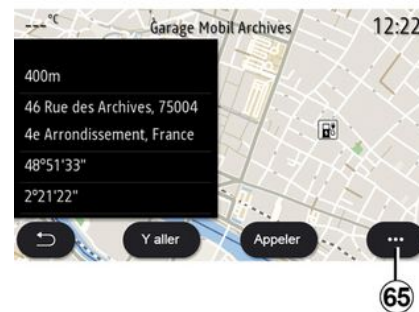 ---°C
Garage Mobil Archives
12:22
400m
46 Rue des Archives, 75004
4e Arrondissement, France
48°51'33"
2°21'22"
Y aller
Appeler
65